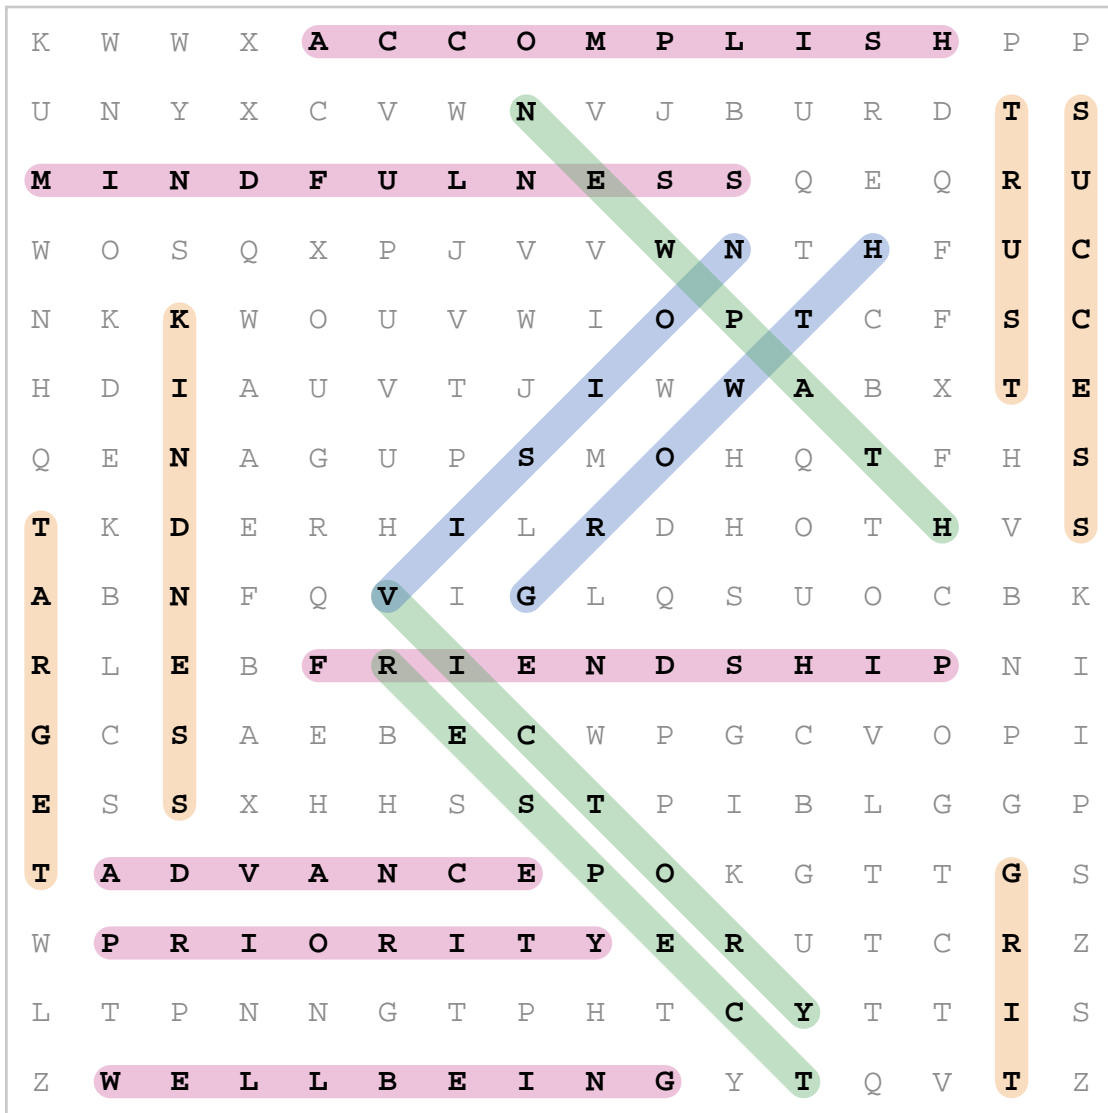 K W W X A C C O M P L I S H P P
U N Y X C V W N V J B U R D T S
M I N D F U L N E S S Q E Q R U
W O S Q X P J V V W N T H F U C
N K K W O U V W I O P T C F S C
H D I A U V T J I W W A B X T E
Q E N A G U P S M O H Q T F H S
T K D E R H I L R D H O T H V S
A B N F Q V I G L Q S U O C B K
R L E B F R I E N D S H I P N I
G C S A E B E C W P G C V O P I
E S S X H H S S T P I B L G G P
T A D V A N C E P O K G T T G S
W P R I O R I T Y E R U T C R Z
L T P N N G T P H T C Y T T I S
Z W E L L B E I N G Y T Q V T Z